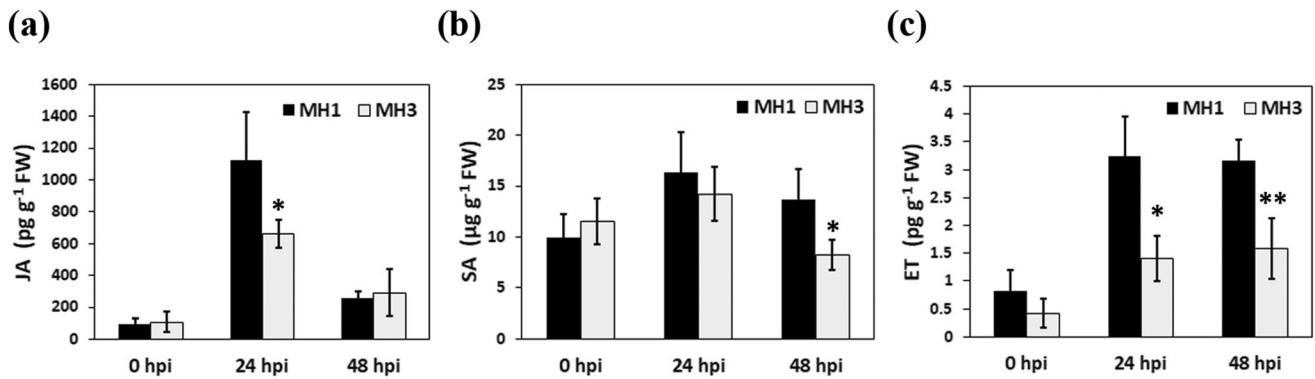 (a)
JA (pg g-1 FW)
1600
1400
1200
1000
800
600
400
200
0
MH1 MH3
*
0 hpi 24 hpi 48 hpi
(b)
SA (µg g-1 FW)
25
20
15
10
5
0
MH1 MH3
*
0 hpi 24 hpi 48 hpi
(c)
ET (pg g-1 FW)
4.5
4
3.5
3
2.5
2
1.5
1
0.5
0
MH1 MH3
* **
0 hpi 24 hpi 48 hpi